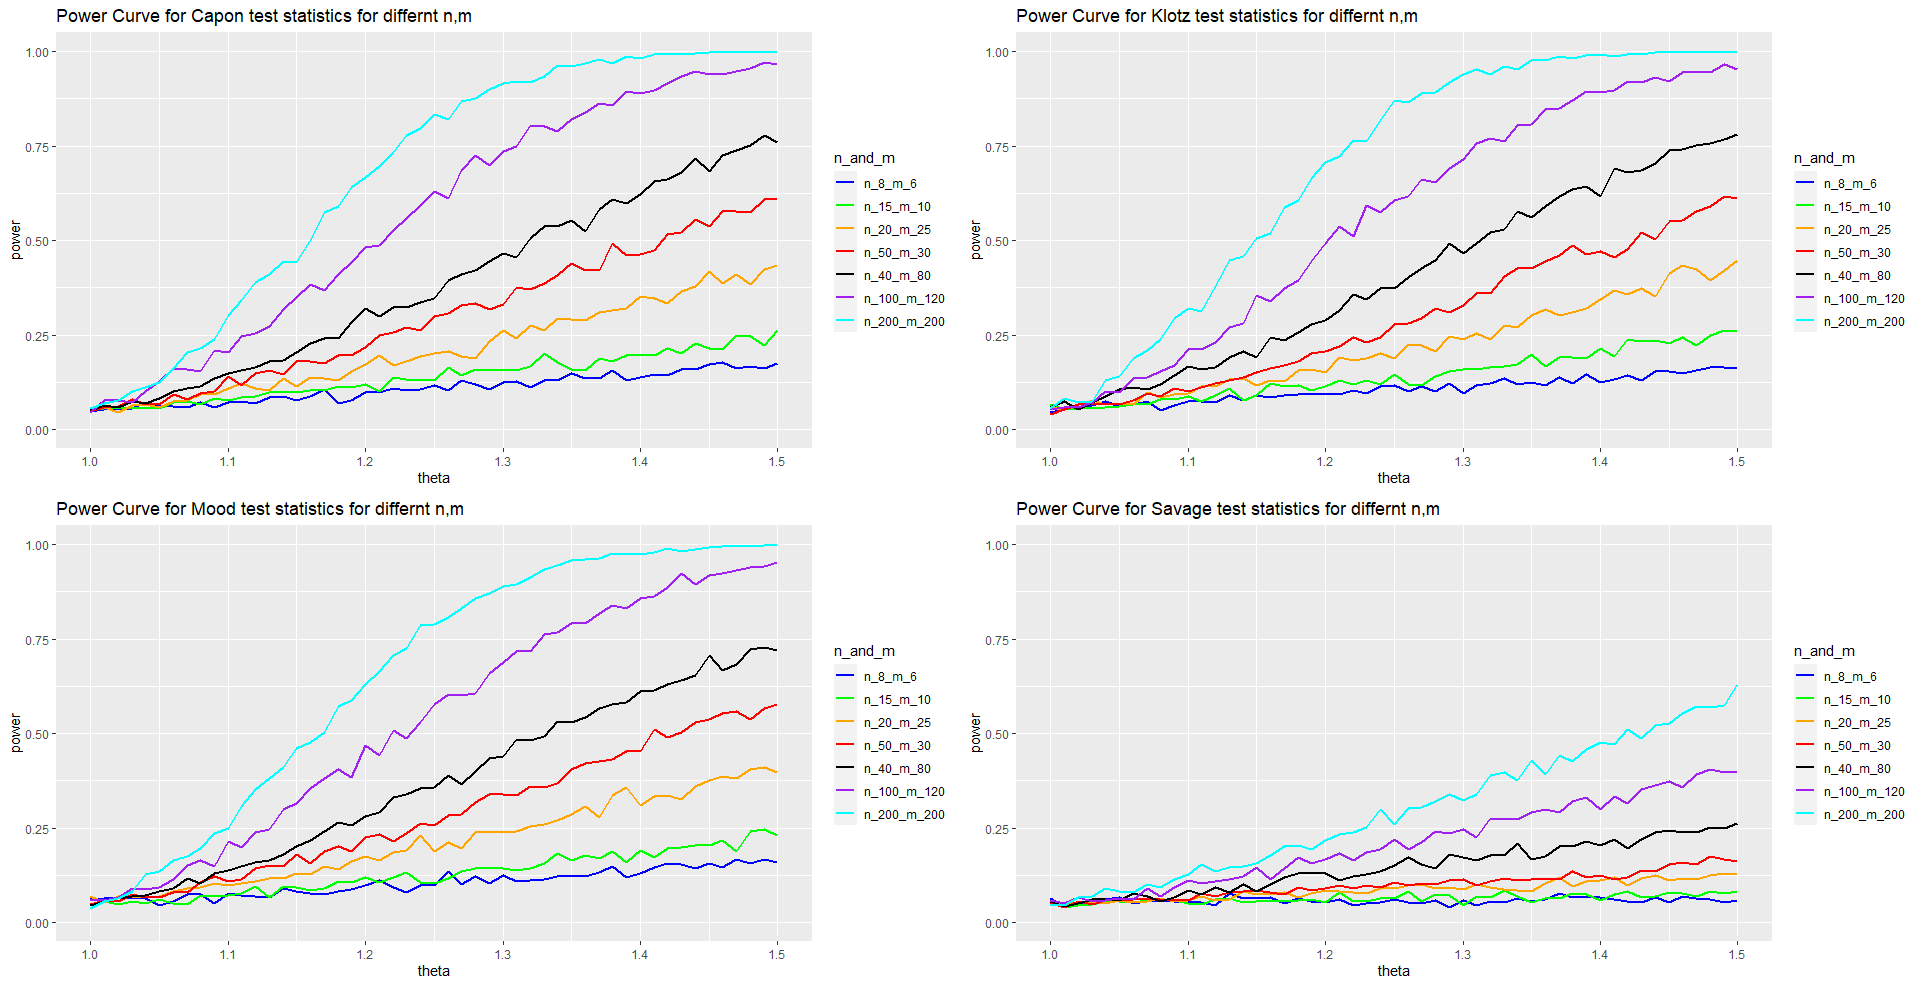 Power Curve for Capon test statistics for differnt n,m
1.00
0.75
0.50
0.25
0.00
power
1.0
1.1
1.2
1.3
1.4
1.5
theta
n_and_m
n_8_m_6
n_15_m_10
n_20_m_25
n_50_m_30
n_40_m_80
n_100_m_120
n_200_m_200
Power Curve for Klotz test statistics for differnt n,m
1.00
0.75
0.50
0.25
0.00
power
1.0
1.1
1.2
1.3
1.4
1.5
theta
n_and_m
n_8_m_6
n_15_m_10
n_20_m_25
n_50_m_30
n_40_m_80
n_100_m_120
n_200_m_200
Power Curve for Mood test statistics for differnt n,m
1.00
0.75
0.50
0.25
0.00
power
1.0
1.1
1.2
1.3
1.4
1.5
theta
n_and_m
n_8_m_6
n_15_m_10
n_20_m_25
n_50_m_30
n_40_m_80
n_100_m_120
n_200_m_200
Power Curve for Savage test statistics for differnt n,m
1.00
0.75
0.50
0.25
0.00
power
1.0
1.1
1.2
1.3
1.4
1.5
theta
n_and_m
n_8_m_6
n_15_m_10
n_20_m_25
n_50_m_30
n_40_m_80
n_100_m_120
n_200_m_200